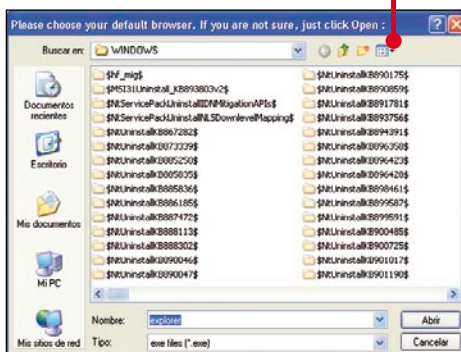 Please choose your default browser. If you are not sure, just click Open :
Buscar en:
WINDOWS
Documentos recientes
Escritorio
Mis documentos
Mi PC
Mis sitios de red
$hf_mig$
$MSI31Uninstall_KB893803v2$
$NtServicePackUninstallIDNMitigationAPIs$
$NtServicePackUninstallNLSDownlevelMapping$
$NtUninstallKB867282$
$NtUninstallKB873339$
$NtUninstallKB885250$
$NtUninstallKB885835$
$NtUninstallKB885836$
$NtUninstallKB886185$
$NtUninstallKB887472$
$NtUninstallKB888113$
$NtUninstallKB888302$
$NtUninstallKB890046$
$NtUninstallKB890047$
$NtUninstallKB890175$
$NtUninstallKB890859$
$NtUninstallKB891781$
$NtUninstallKB893756$
$NtUninstallKB894391$
$NtUninstallKB896358$
$NtUninstallKB896423$
$NtUninstallKB896428$
$NtUninstallKB898461$
$NtUninstallKB899587$
$NtUninstallKB899591$
$NtUninstallKB900485$
$NtUninstallKB900725$
$NtUninstallKB901017$
$NtUninstallKB901190$
Nombre:
explorer
Abrir
Tipo:
exe files (*.exe)
Cancelar